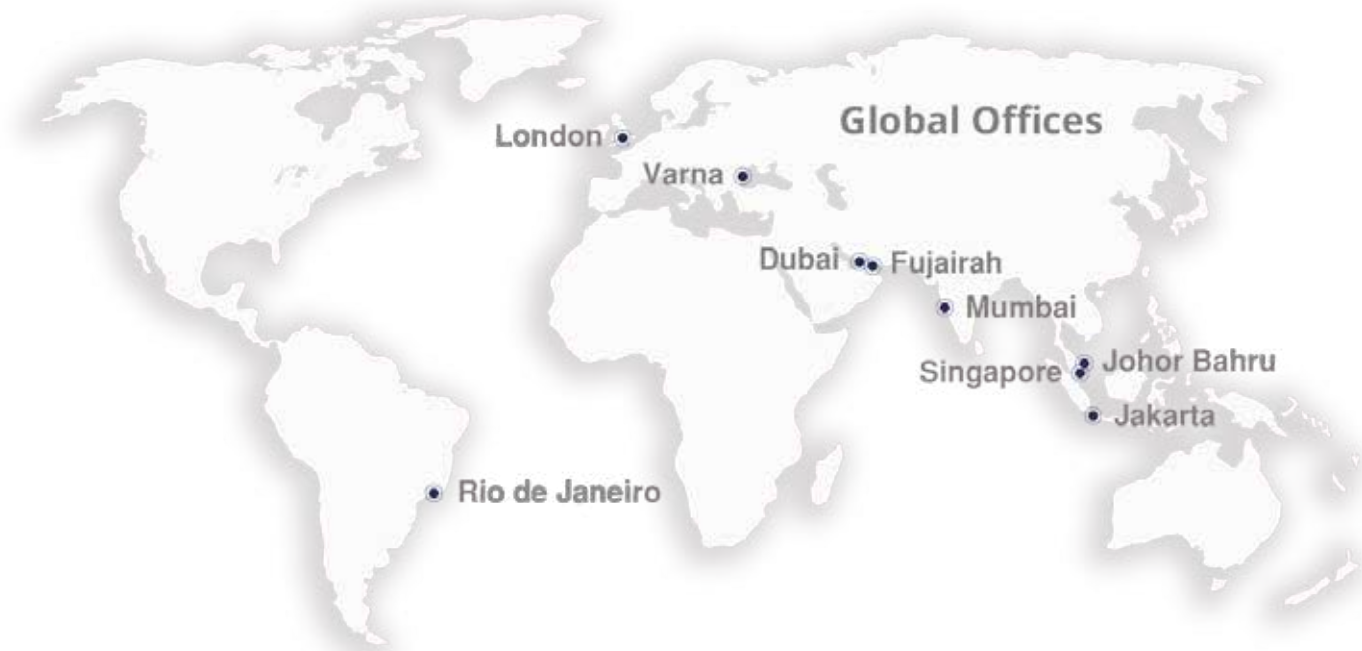 Global Offices
London
Varna
Dubai
Fujairah
Mumbai
Johor Bahru
Singapore
Jakarta
Rio de Janeiro